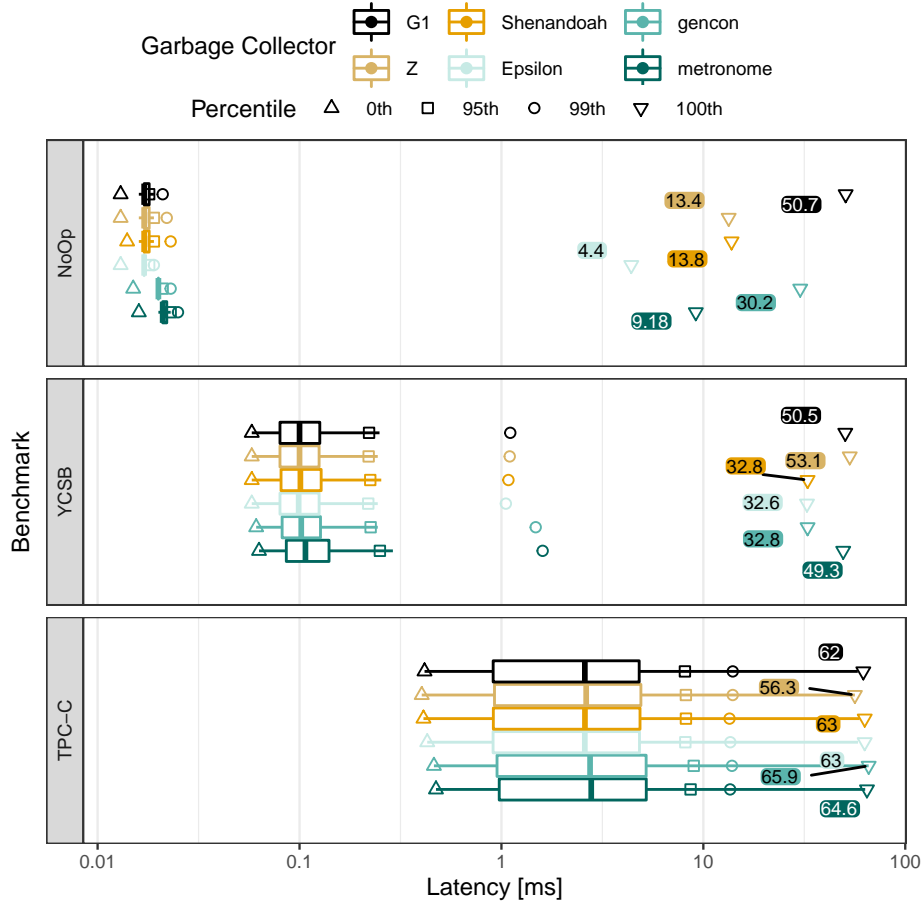 Garbage Collector
G1
Shenandoah
gencon
Z
Epsilon
metronome
Percentile
0th
95th
99th
100th
Benchmark
NoOp
13.4
50.7
4.4
13.8
30.2
9.18
YCSB
50.5
32.8
53.1
32.6
32.8
49.3
TPC−C
62
56.3
63
63
65.9
64.6
0.01
0.1
1
10
100
Latency [ms]